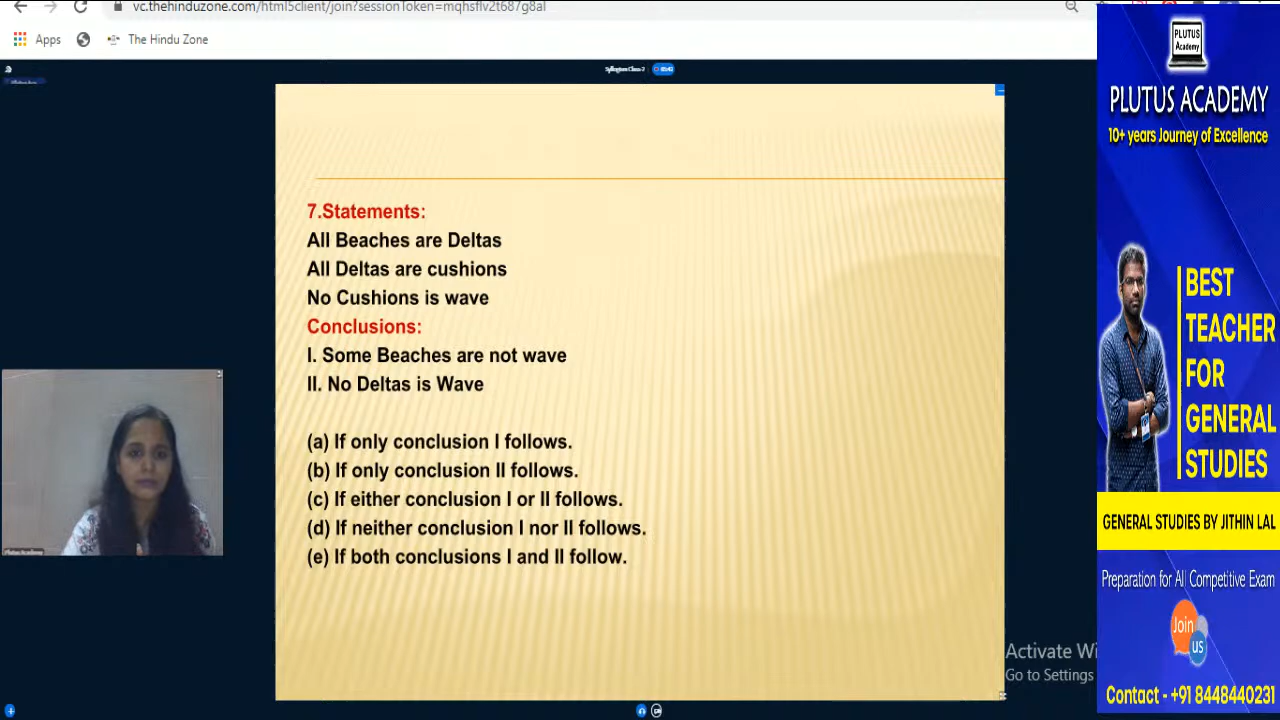 vc.thehinduzone.com/html5client/join?sessionToken=mqhsflv2t687g8al
Apps
The Hindu Zone
Syllogism Class 2
7.Statements:
All Beaches are Deltas
All Deltas are cushions
No Cushions is wave
Conclusions:
I. Some Beaches are not wave
II. No Deltas is Wave
(a) If only conclusion I follows.
(b) If only conclusion II follows.
(c) If either conclusion I or II follows.
(d) If neither conclusion I nor II follows.
(e) If both conclusions I and II follow.
Plutus Academy
Activate Wi
Go to Settings
PLUTUS
Academy
PLUTUS ACADEMY
10+ years Journey of Excellence
BEST
TEACHER
FOR
GENERAL
STUDIES
GENERAL STUDIES BY JITHIN LAL
Preparation for All Competitive Exam
Join
us
Contact - +91 8448440231